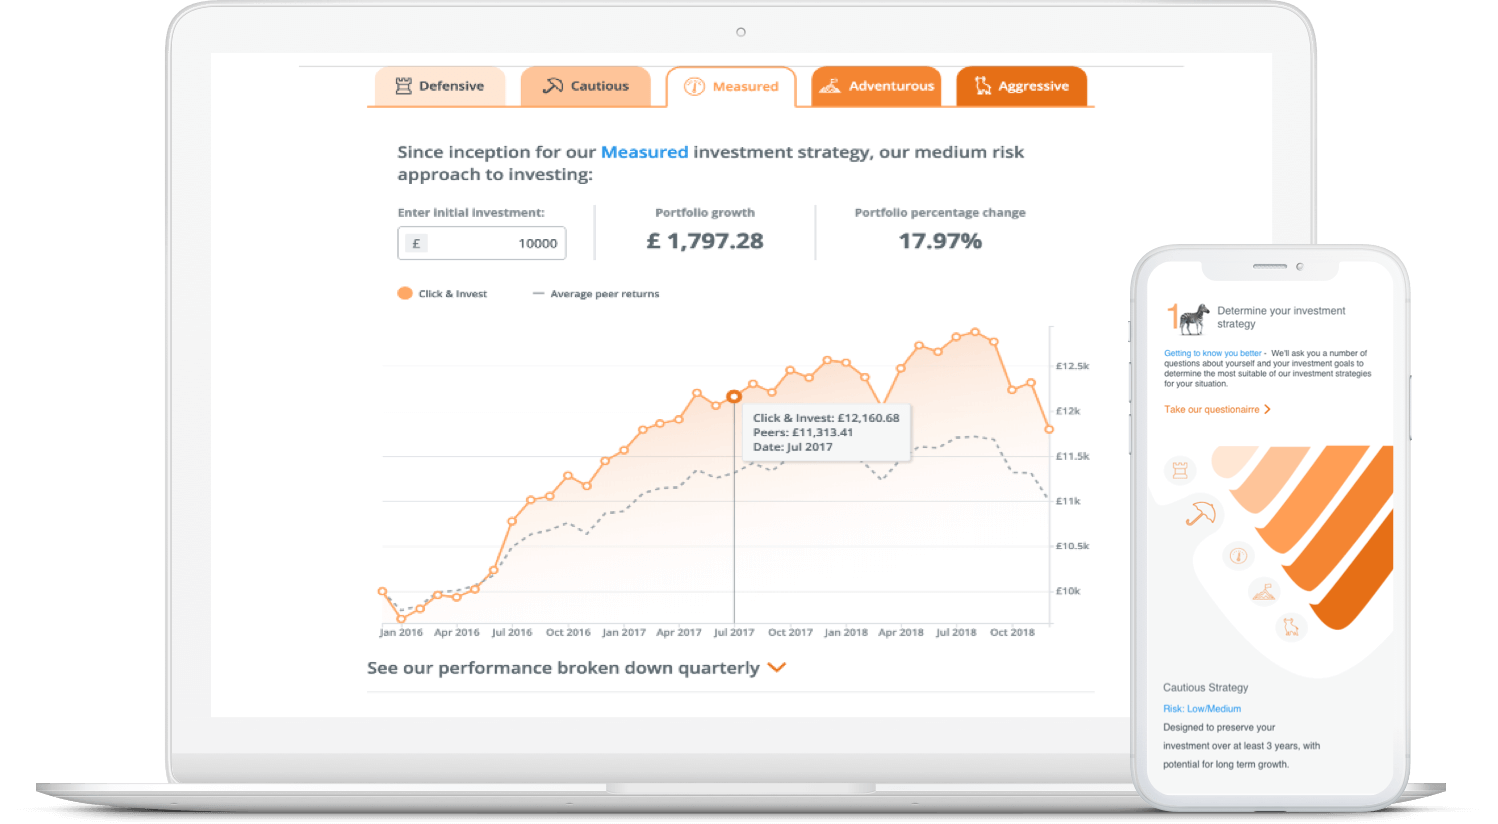 Defensive
Cautious
Measured
Adventurous
Aggressive
Since inception for our Measured investment strategy, our medium risk
approach to investing:
Enter initial investment:
£ 10000
Portfolio growth
£ 1,797.28
Portfolio percentage change
17.97%
Click & Invest
Average peer returns
£12.5k
£12k
£11.5k
£11k
£10.5k
£10k
Click & Invest: £12,160.68
Peers: £11,313.41
Date: Jul 2017
Jan 2016 Apr 2016 Jul 2016 Oct 2016 Jan 2017 Apr 2017 Jul 2017 Oct 2017 Jan 2018 Apr 2018 Jul 2018 Oct 2018
See our performance broken down quarterly
1
Determine your investment
strategy
Getting to know you better - We'll ask you a number of
questions about yourself and your investment goals to
determine the most suitable of our investment strategies
for your situation.
Take our questionairre
Cautious Strategy
Risk: Low/Medium
Designed to preserve your
investment over at least 3 years, with
potential for long term growth.